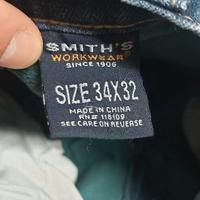 SMITH'S
WORKWEAR
SINCE 1906
SIZE 34X32
MADE IN CHINA
RN# 118109
SEE CARE ON REVERSE